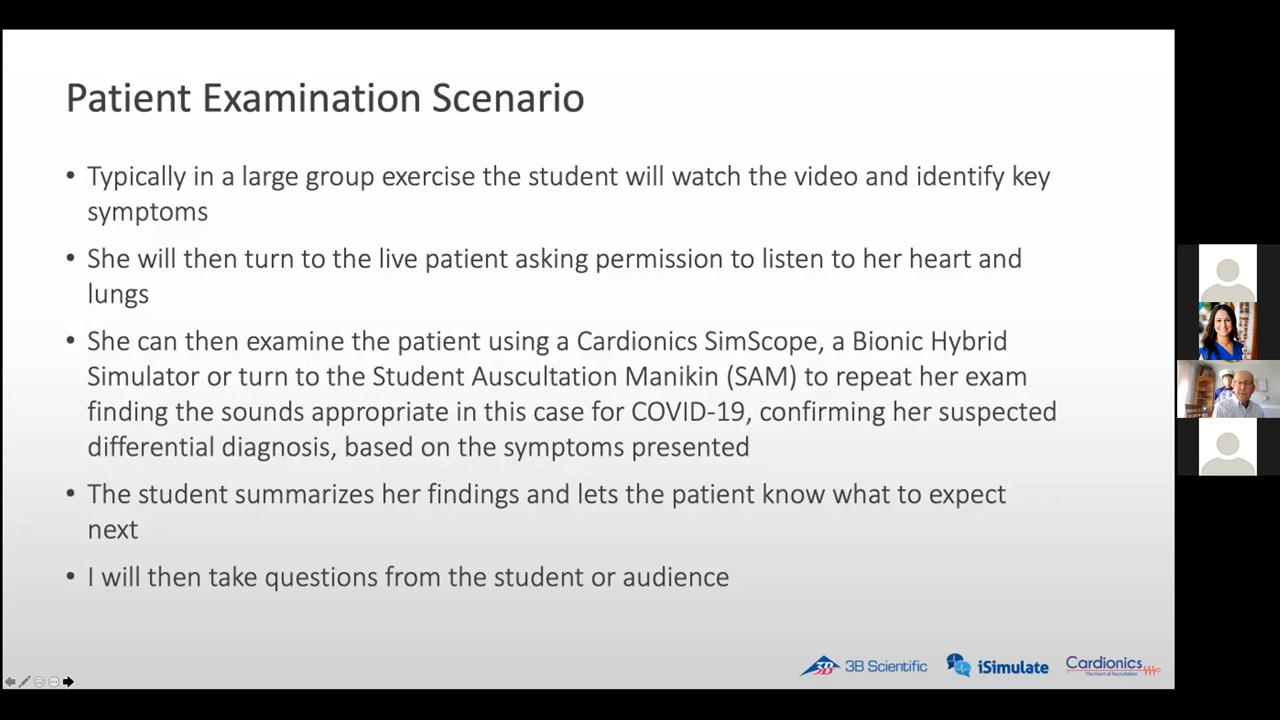 Patient Examination Scenario
• Typically in a large group exercise the student will watch the video and identify key
symptoms
• She will then turn to the live patient asking permission to listen to her heart and
lungs
• She can then examine the patient using a Cardionics SimScope, a Bionic Hybrid
Simulator or turn to the Student Auscultation Manikin (SAM) to repeat her exam
finding the sounds appropriate in this case for COVID-19, confirming her suspected
differential diagnosis, based on the symptoms presented
• The student summarizes her findings and lets the patient know what to expect
next
• I will then take questions from the student or audience
3B 3B Scientific iSimulate Cardionics
The Heart of Auscultation